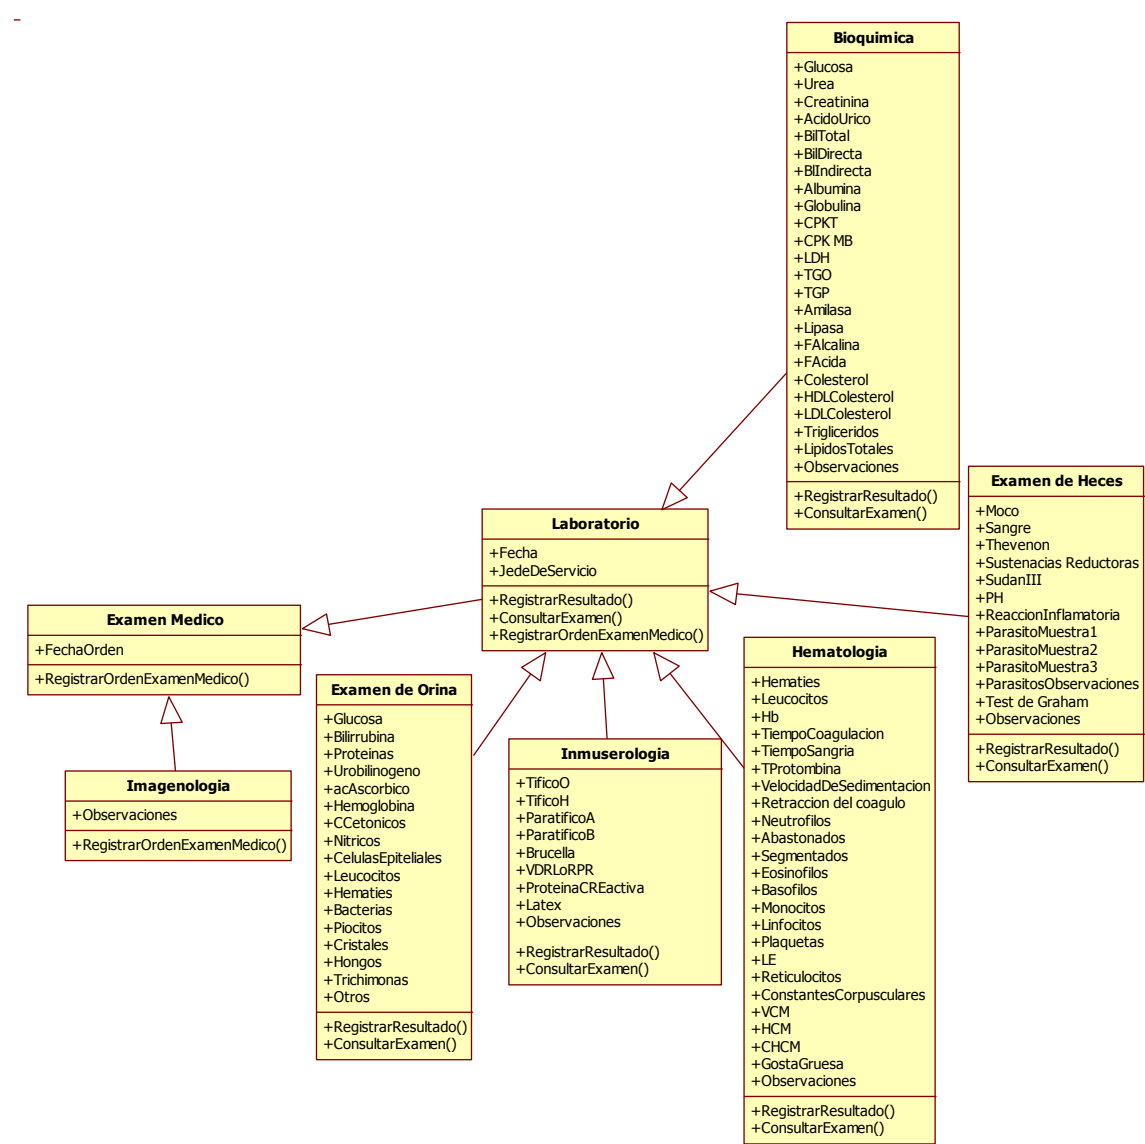 Bioquimica
+Glucosa
+Urea
+Creatinina
+AcidoUrico
+BilTotal
+BilDirecta
+BlIndirecta
+Albumina
+Globulina
+CPKT
+CPK MB
+LDH
+TGO
+TGP
+Amilasa
+Lipasa
+FAlcalina
+FAcida
+Colesterol
+HDLColesterol
+LDLColesterol
+Trigliceridos
+LipidosTotales
+Observaciones
+RegistrarResultado()
+ConsultarExamen()
Examen de Heces
+Moco
+Sangre
+Thevenon
+Sustenacias Reductoras
+SudanIII
+PH
+ReaccionInflamatoria
+ParasitoMuestra1
+ParasitoMuestra2
+ParasitoMuestra3
+ParasitosObservaciones
+Test de Graham
+Observaciones
+RegistrarResultado()
+ConsultarExamen()
Laboratorio
+Fecha
+JedeDeServicio
+RegistrarResultado()
+ConsultarExamen()
+RegistrarOrdenExamenMedico()
Examen Medico
+FechaOrden
+RegistrarOrdenExamenMedico()
Imagenologia
+Observaciones
+RegistrarOrdenExamenMedico()
Examen de Orina
+Glucosa
+Bilirrubina
+Proteinas
+Urobilinogeno
+acAscorbico
+Hemoglobina
+CCetonicos
+Nitricos
+CelulasEpiteliales
+Leucocitos
+Hematies
+Bacterias
+Piocitos
+Cristales
+Hongos
+Trichimonas
+Otros
+RegistrarResultado()
+ConsultarExamen()
Inmuserologia
+TificoO
+TificoH
+ParatificoA
+ParatificoB
+Brucella
+VDRLoRPR
+ProteinaCREactiva
+Latex
+Observaciones
+RegistrarResultado()
+ConsultarExamen()
Hematologia
+Hematies
+Leucocitos
+Hb
+TiempoCoagulacion
+TiempoSangria
+TProtombina
+VelocidadDeSedimentacion
+Retraccion del coagulo
+Neutrofilos
+Abastonados
+Segmentados
+Eosinofilos
+Basofilos
+Monocitos
+Linfocitos
+Plaquetas
+LE
+Reticulocitos
+ConstantesCorpusculares
+VCM
+HCM
+CHCM
+GostaGruesa
+Observaciones
+RegistrarResultado()
+ConsultarExamen()